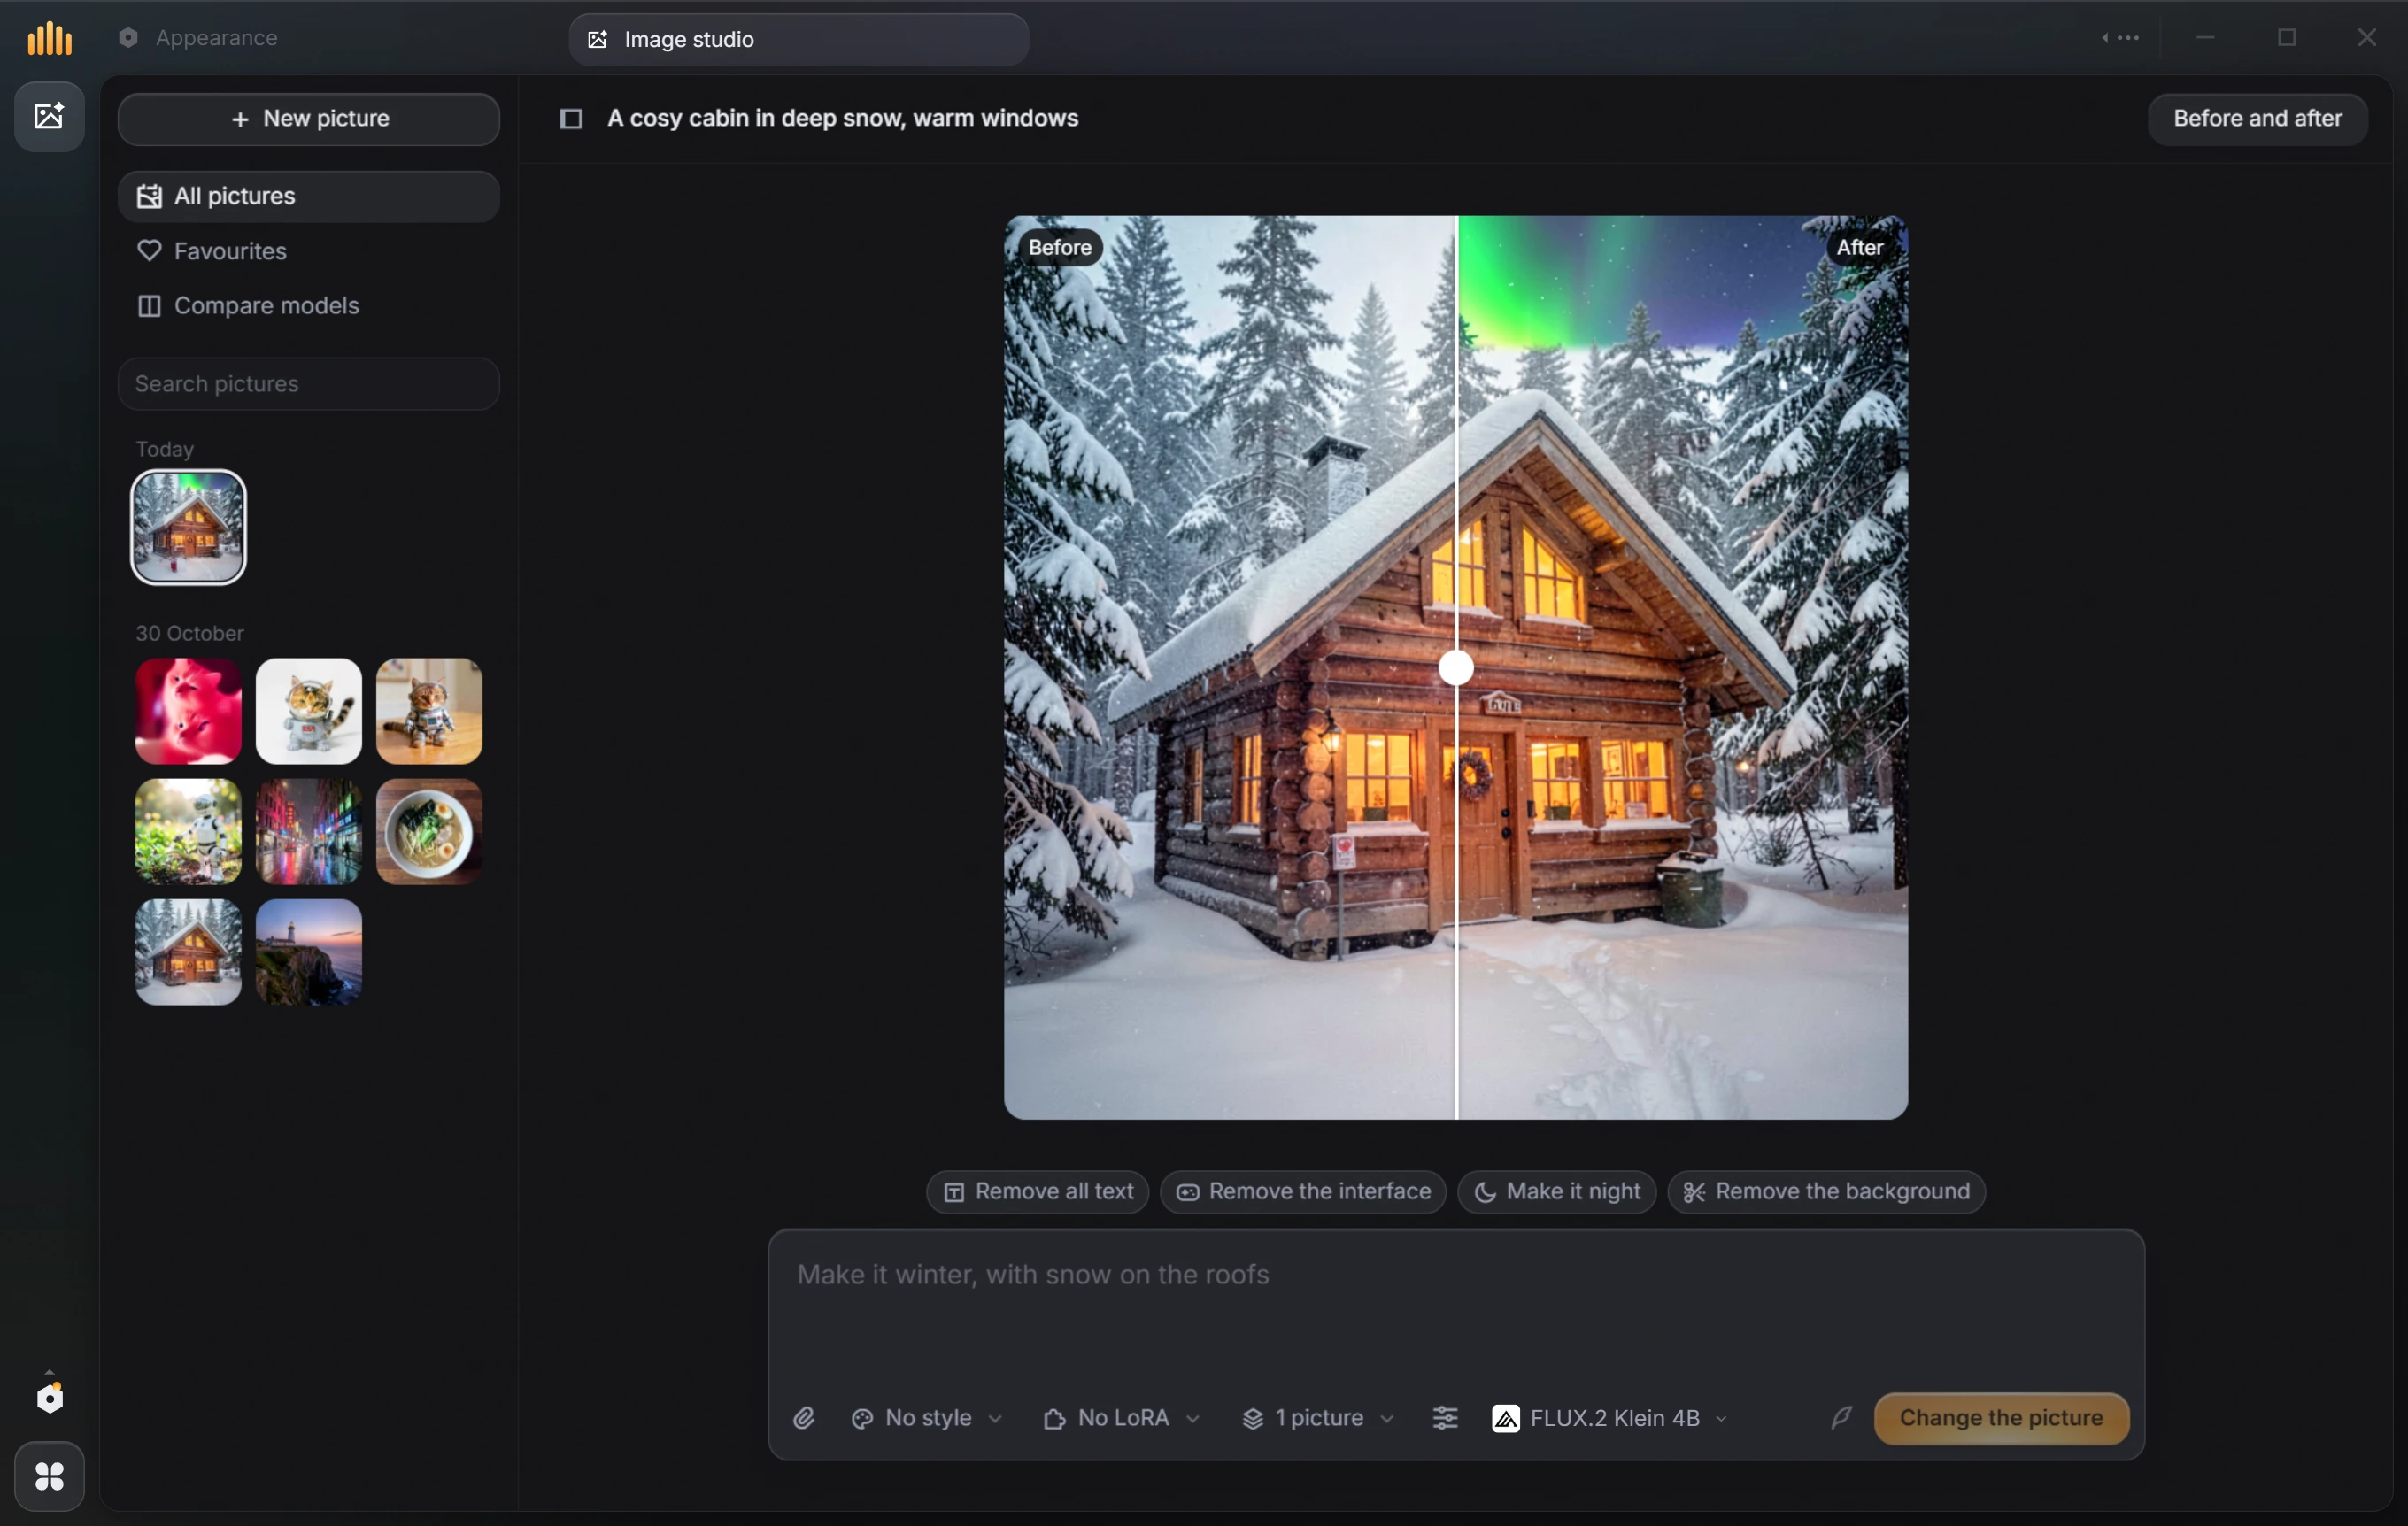 Appearance
Image studio
New picture
A cosy cabin in deep snow, warm windows
Before and after
All pictures
Favourites
Compare models
Search pictures
Today
30 October
Before
After
Remove all text
Remove the interface
Make it night
Remove the background
Make it winter, with snow on the roofs
No style
No LoRA
1 picture
FLUX.2 Klein 4B
Change the picture